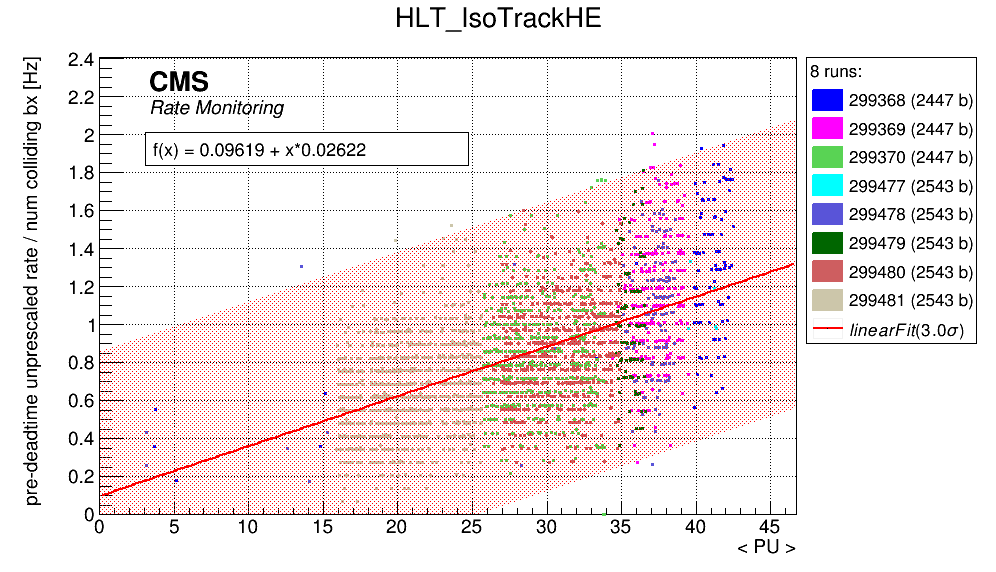 HLT_IsoTrackHE
pre-deadtime unprescaled rate / num colliding bx [Hz]
2.4
2.2
2
1.8
1.6
1.4
1.2
1
0.8
0.6
0.4
0.2
0
CMS
Rate Monitoring
f(x) = 0.09619 + x*0.02622
0 5 10 15 20 25 30 35 40 45
< PU >
8 runs:
299368 (2447 b)
299369 (2447 b)
299370 (2447 b)
299477 (2543 b)
299478 (2543 b)
299479 (2543 b)
299480 (2543 b)
299481 (2543 b)
linearFit(3.0σ)